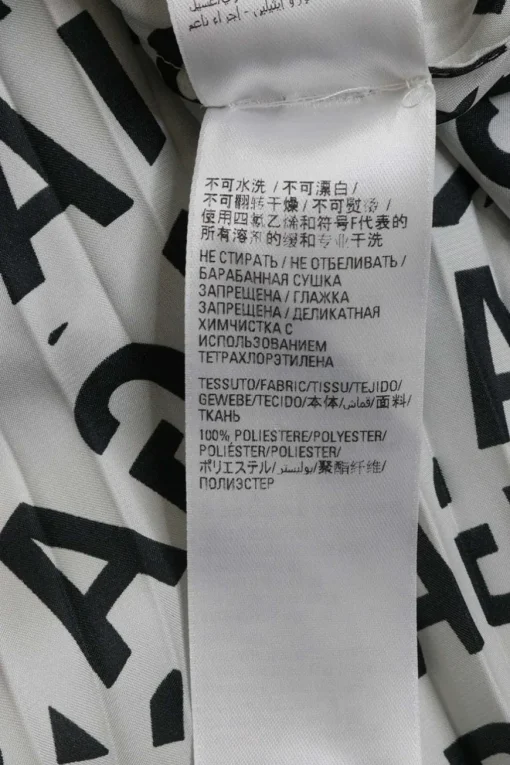 أجزاء ناعم
不可水洗 / 不可漂白 /
不可翻转干燥 / 不可熨烫 /
使用四氯乙烯和符号F代表的
所有溶剂的缓和专业干洗
НЕ СТИРАТЬ / НЕ ОТБЕЛИВАТЬ /
БАРАБАННАЯ СУШКА
ЗАПРЕЩЕНА / ГЛАЖКА
ЗАПРЕЩЕНА / ДЕЛИКАТНАЯ
ХИМЧИСТКА С
ИСПОЛЬЗОВАНИЕМ
ТЕТРАХЛОРЭТИЛЕНА
TESSUTO/FABRIC/TISSU/TEJIDO/
GEWEBE/TECIDO/本体/قماش/面料/
ТКАНЬ
100% POLIESTERE/POLYESTER/
POLIÉSTER/POLIESTER/
ポリエステル/بوليستر/聚酯纤维/
ПОЛИЭСТЕР